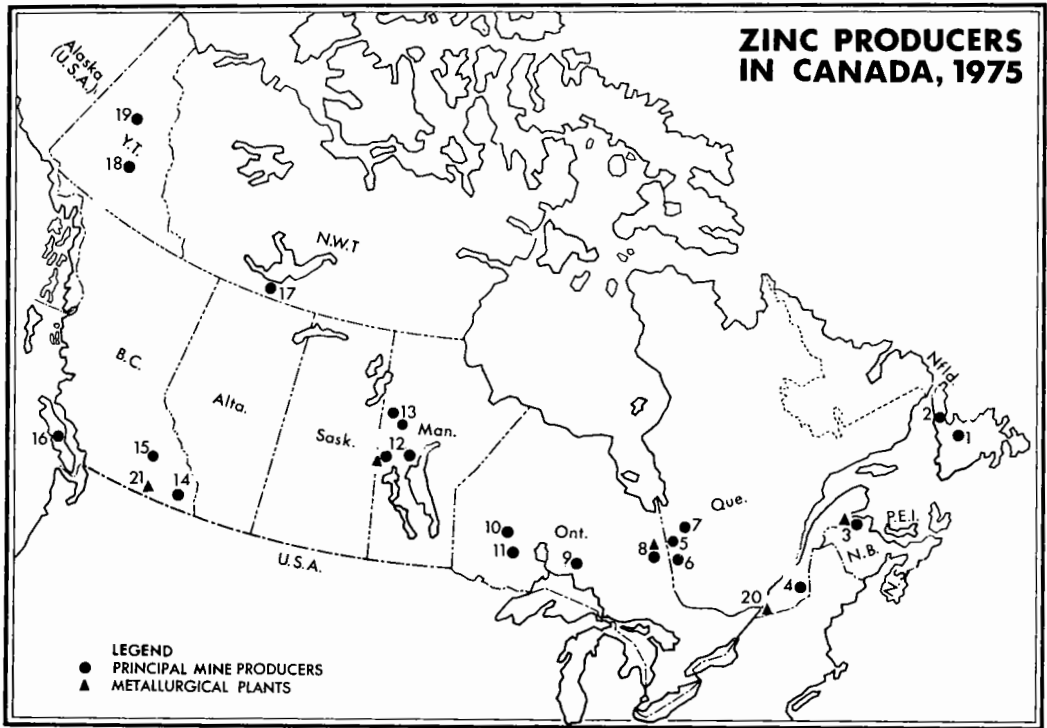 ZINC PRODUCERS
IN CANADA, 1975
Alaska
(U.S.A.)
19
Y.T.
18
N.W.T
17
B.C.
Alta.
Sask.
13
Man.
12
16
15
21
14
U.S.A.
10
11
Ont.
9
8
7
5
6
Que.
Nfld.
2
1
3
P.E.I.
N.B.
N.S.
4
20
LEGEND
PRINCIPAL MINE PRODUCERS
METALLURGICAL PLANTS